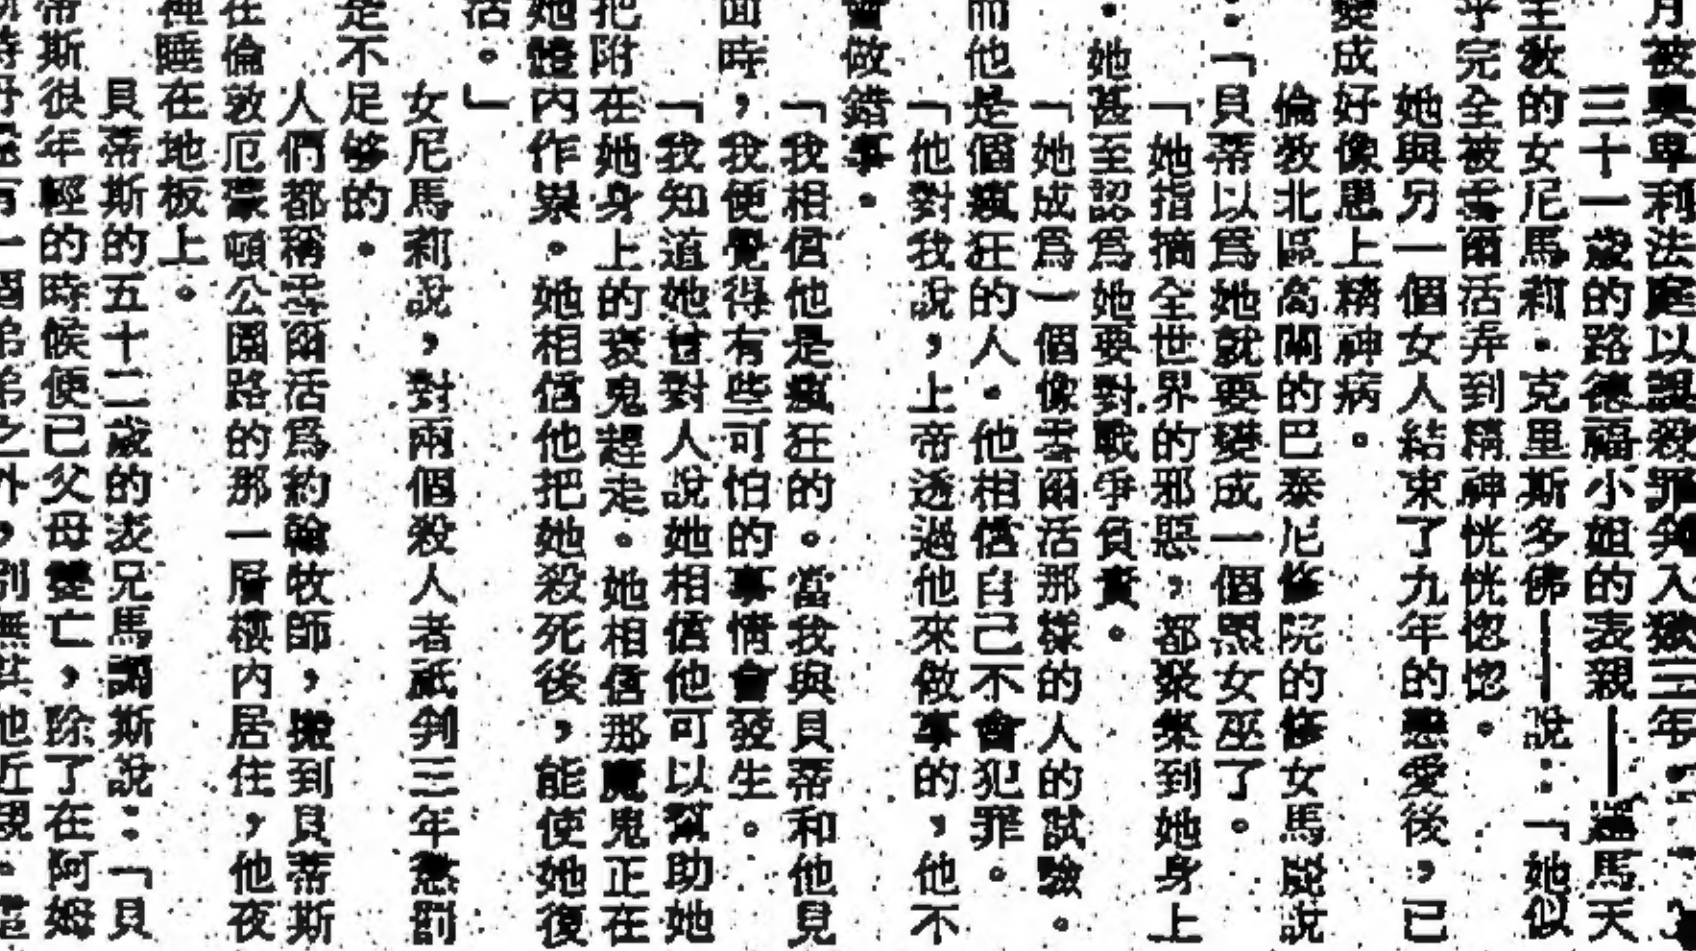 月被奧卑利法庭以誤殺罪判入獄三年。
三十一歲的路德福小姐的表親——邏馬天
主教的女尼馬莉·克里斯多佛——說：「她似
乎完全被雲爾活弄到精神恍恍惚惚。
她與另一個女人結束了九年的戀愛後，已
變成好像患上精神病。
倫敦北區高閘的巴泰尼修院的修女馬莉說
：「貝蒂以爲她就要變成一個黑女巫了。
「她指摘全世界的邪惡，都聚集到她身上
。她甚至認爲她要對戰爭負責。
「她成爲一個像雲爾活那樣的人的試驗。
而他是個瘋狂的人。他相信自己不會犯罪。
「他對我說，上帝透過他來做事的，他不
會做錯事。
「我相信他是瘋狂的。當我與貝蒂和他見
面時，我便覺得有些可怕的事情會發生。
「我知道她甞對人說她相信他可以幫助她
把附在她身上的衰鬼趕走。她相信那魔鬼正在
她體內作祟。她相信他把她殺死後，能使她復
活。」
女尼馬莉說，對兩個殺人者祇判三年懲罰
是不足够的。
人們都稱雲爾活爲約翰牧師，搬到貝蒂斯
在倫敦厄蒙頓公園路的那一層樓內居住，他夜
裡睡在地板上。
貝蒂斯的五十二歲的表兄馬調斯說：「貝
蒂斯很年輕的時候便已父母雙亡，除了在阿姆
有一個弟弟之外，別無其他近親。